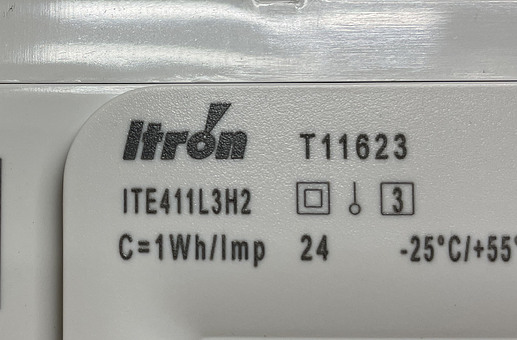 Itron T11623
ITE411L3H2 3
C=1Wh/Imp 24 -25°C/+55°